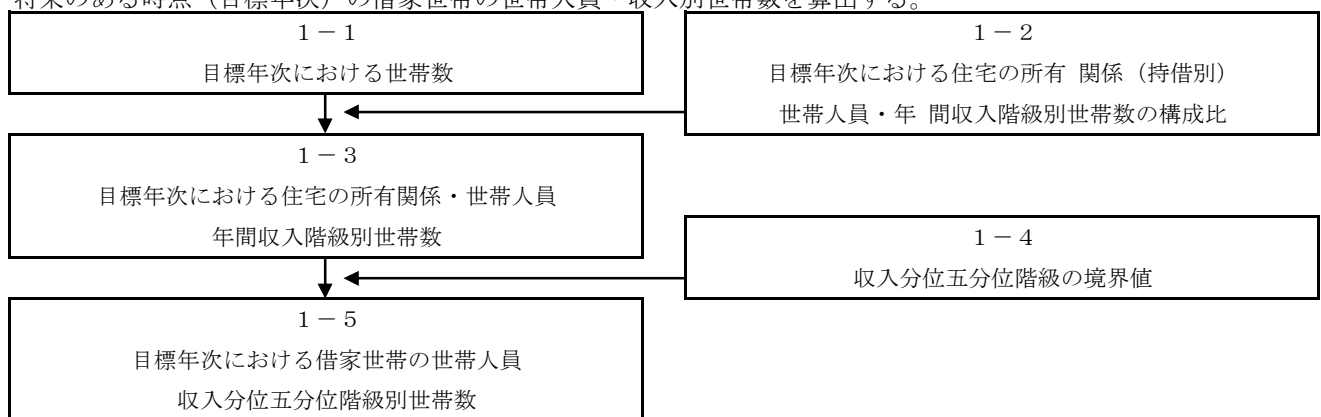 将来のある時点（目標年次）の借家世帯の世帯人員・収入別世帯数を算出する。
１－１
目標年次における世帯数
１－２
目標年次における住宅の所有 関係（持借別）
世帯人員・年 間収入階級別世帯数の構成比
１－３
目標年次における住宅の所有関係・世帯人員
年間収入階級別世帯数
１－４
収入分位五分位階級の境界値
１－５
目標年次における借家世帯の世帯人員
収入分位五分位階級別世帯数